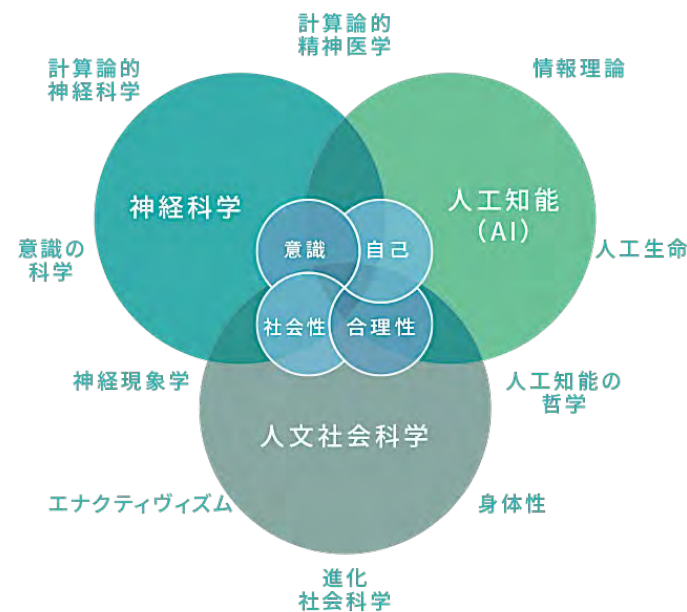 計算論的
精神医学
計算論的
神経科学
情報理論
神経科学
人工知能
（AI）
意識
自己
意識の
科学
人工生命
社会性
合理性
神経現象学
人工知能の
哲学
人文社会科学
エナクティヴィズム
身体性
進化
社会科学